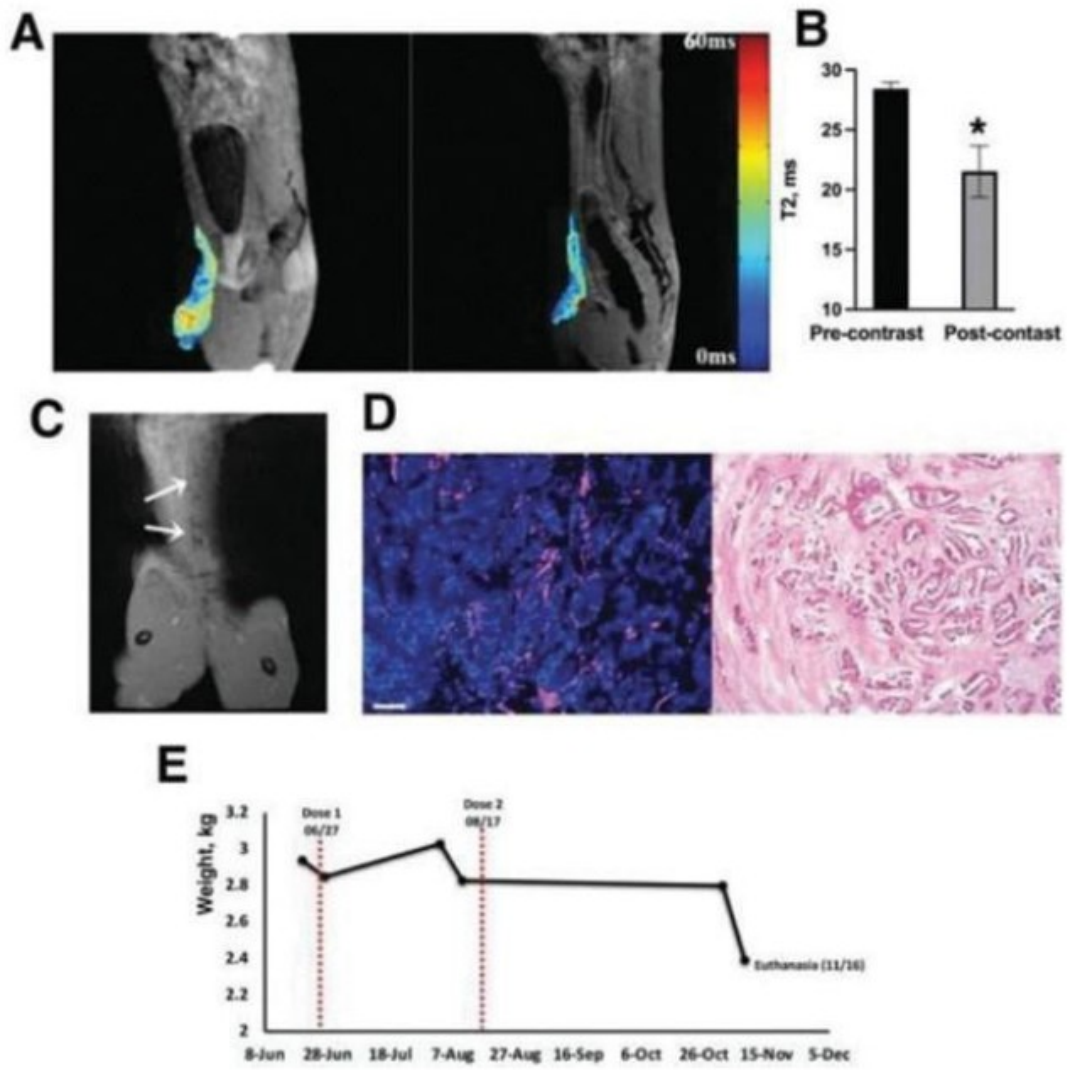 A
60ms
0ms
B
30
25
20
15
10
T2, ms
*
Pre-contrast Post-contast
C
D
E
Weight, kg
3.2
3
2.8
2.6
2.4
2.2
2
Dose 1
06/27
Dose 2
08/17
Euthanasia (11/16)
8-Jun 28-Jun 18-Jul 7-Aug 27-Aug 16-Sep 6-Oct 26-Oct 15-Nov 5-Dec